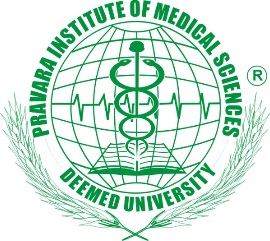 PRAVARA INSTITUTE OF MEDICAL SCIENCES
DEEMED UNIVERSITY
®